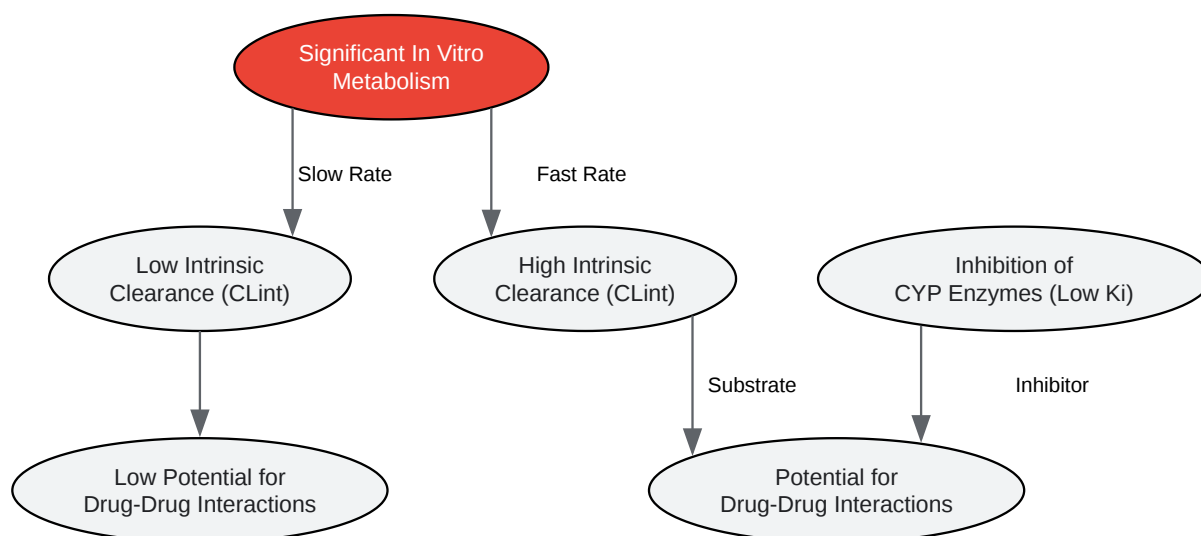 Significant In Vitro
Metabolism
Slow Rate
Fast Rate
Low Intrinsic
Clearance (CLint)
High Intrinsic
Clearance (CLint)
Inhibition of
CYP Enzymes (Low Ki)
Substrate
Inhibitor
Low Potential for
Drug-Drug Interactions
Potential for
Drug-Drug Interactions